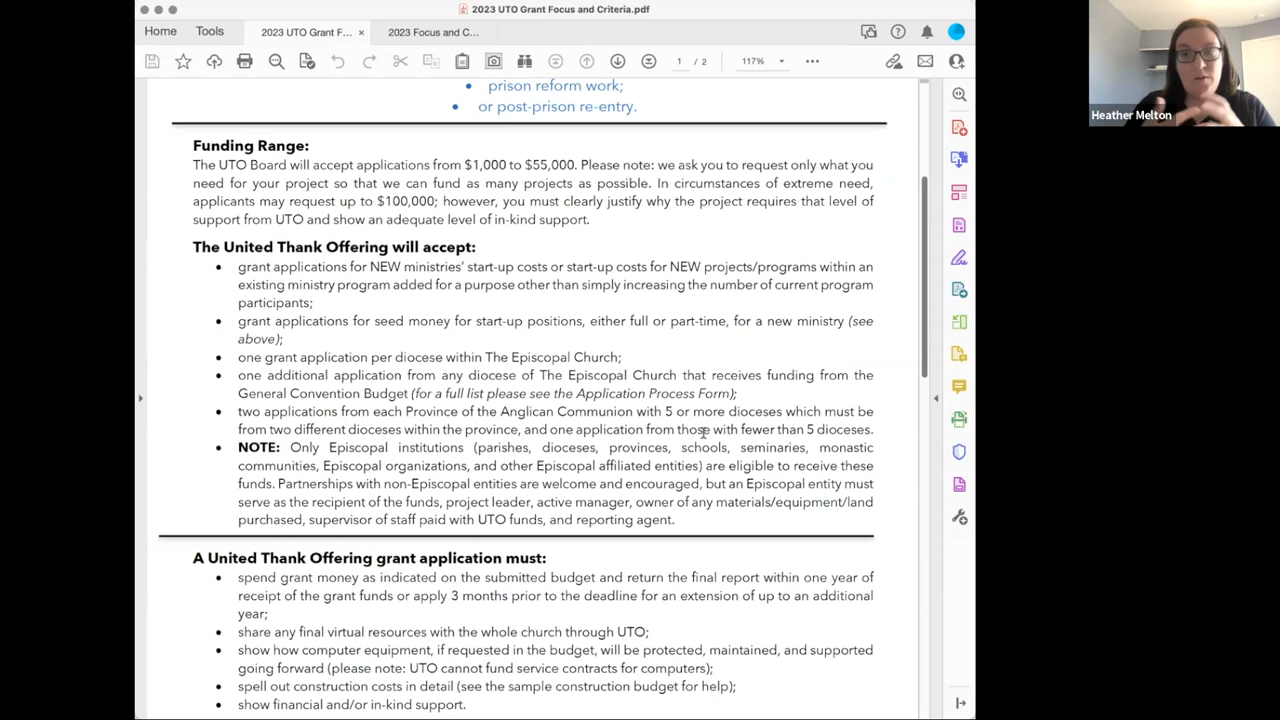 2023 UTO Grant Focus and Criteria.pdf
Home Tools 2023 UTO Grant F... × 2023 Focus and C...
1 / 2 117%
• prison reform work;
• or post-prison re-entry.
Funding Range:
The UTO Board will accept applications from $1,000 to $55,000. Please note: we ask you to request only what you
need for your project so that we can fund as many projects as possible. In circumstances of extreme need,
applicants may request up to $100,000; however, you must clearly justify why the project requires that level of
support from UTO and show an adequate level of in-kind support.
The United Thank Offering will accept:
• grant applications for NEW ministries’ start-up costs or start-up costs for NEW projects/programs within an
existing ministry program added for a purpose other than simply increasing the number of current program
participants;
• grant applications for seed money for start-up positions, either full or part-time, for a new ministry (see
above);
• one grant application per diocese within The Episcopal Church;
• one additional application from any diocese of The Episcopal Church that receives funding from the
General Convention Budget (for a full list please see the Application Process Form);
• two applications from each Province of the Anglican Communion with 5 or more dioceses which must be
from two different dioceses within the province, and one application from those with fewer than 5 dioceses.
• NOTE: Only Episcopal institutions (parishes, dioceses, provinces, schools, seminaries, monastic
communities, Episcopal organizations, and other Episcopal affiliated entities) are eligible to receive these
funds. Partnerships with non-Episcopal entities are welcome and encouraged, but an Episcopal entity must
serve as the recipient of the funds, project leader, active manager, owner of any materials/equipment/land
purchased, supervisor of staff paid with UTO funds, and reporting agent.
A United Thank Offering grant application must:
• spend grant money as indicated on the submitted budget and return the final report within one year of
receipt of the grant funds or apply 3 months prior to the deadline for an extension of up to an additional
year;
• share any final virtual resources with the whole church through UTO;
• show how computer equipment, if requested in the budget, will be protected, maintained, and supported
going forward (please note: UTO cannot fund service contracts for computers);
• spell out construction costs in detail (see the sample construction budget for help);
• show financial and/or in-kind support.
Heather Melton